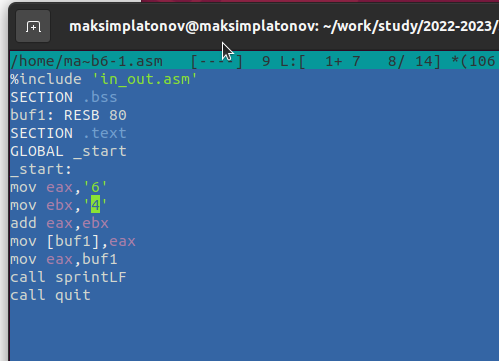 maksimplatonov@maksimplatonov: ~/work/study/2022-2023/
/home/ma~b6-1.asm [----] 9 L:[ 1+ 7 8/ 14] *(106
%include 'in_out.asm'
SECTION .bss
buf1: RESB 80
SECTION .text
GLOBAL _start
_start:
mov eax,'6'
mov ebx,'4'
add eax,ebx
mov [buf1],eax
mov eax,buf1
call sprintLF
call quit